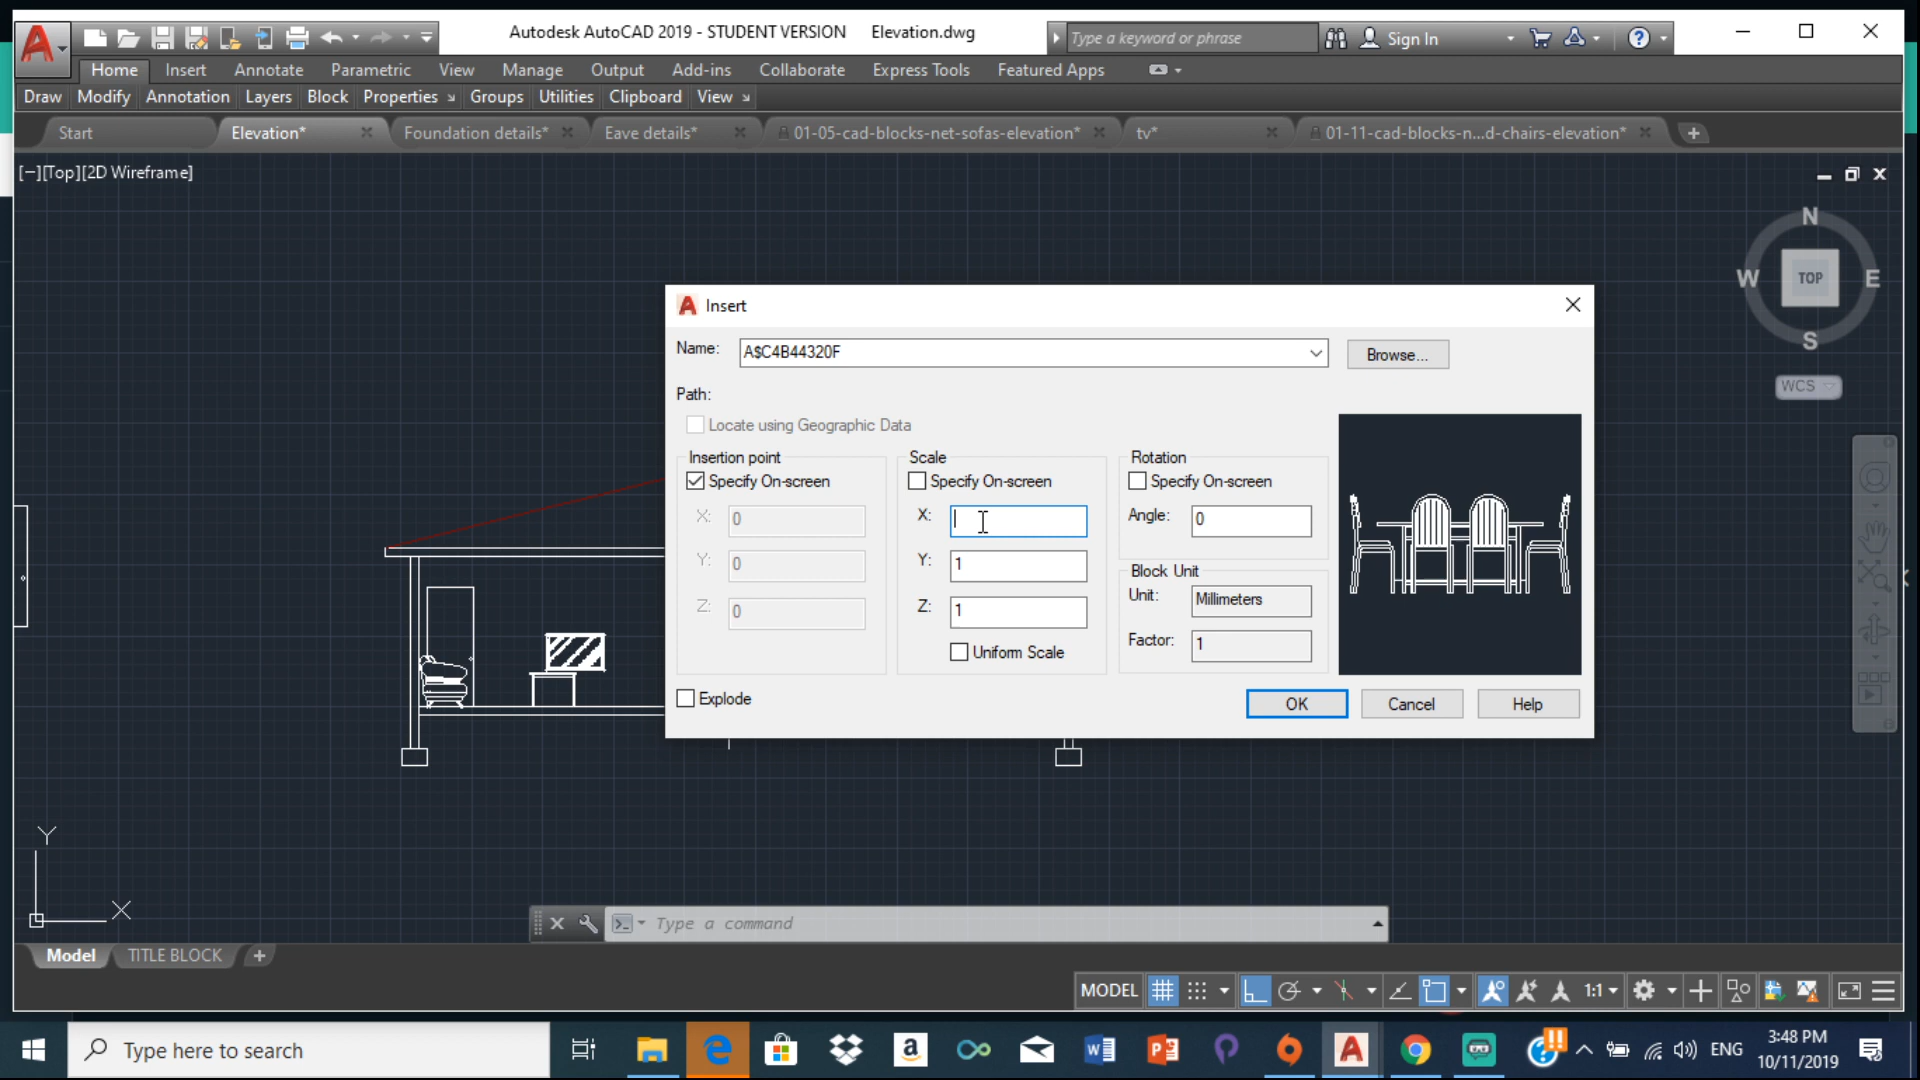 Autodesk AutoCAD 2019 - STUDENT VERSION Elevation.dwg
Type a keyword or phrase
Sign In
Home Insert Annotate Parametric View Manage Output Add-ins Collaborate Express Tools Featured Apps
Draw Modify Annotation Layers Block Properties Groups Utilities Clipboard View
Start Elevation* Foundation details* Eave details* 01-05-cad-blocks-net-sofas-elevation* tv* 01-11-cad-blocks-n...d-chairs-elevation*
[−][Top][2D Wireframe]
N
W TOP E
S
WCS
Insert
Name: A$C4B44320F Browse...
Path:
Locate using Geographic Data
Insertion point Scale Rotation
Specify On-screen Specify On-screen Specify On-screen
X: 0 X: Angle: 0
Y: 0 Y: 1
Block Unit
Unit: Millimeters
Z: 0 Z: 1
Factor: 1
Uniform Scale
Explode
OK Cancel Help
Y
X
Type a command
Model TITLE BLOCK
MODEL 1:1
Type here to search
ENG
3:48 PM
10/11/2019